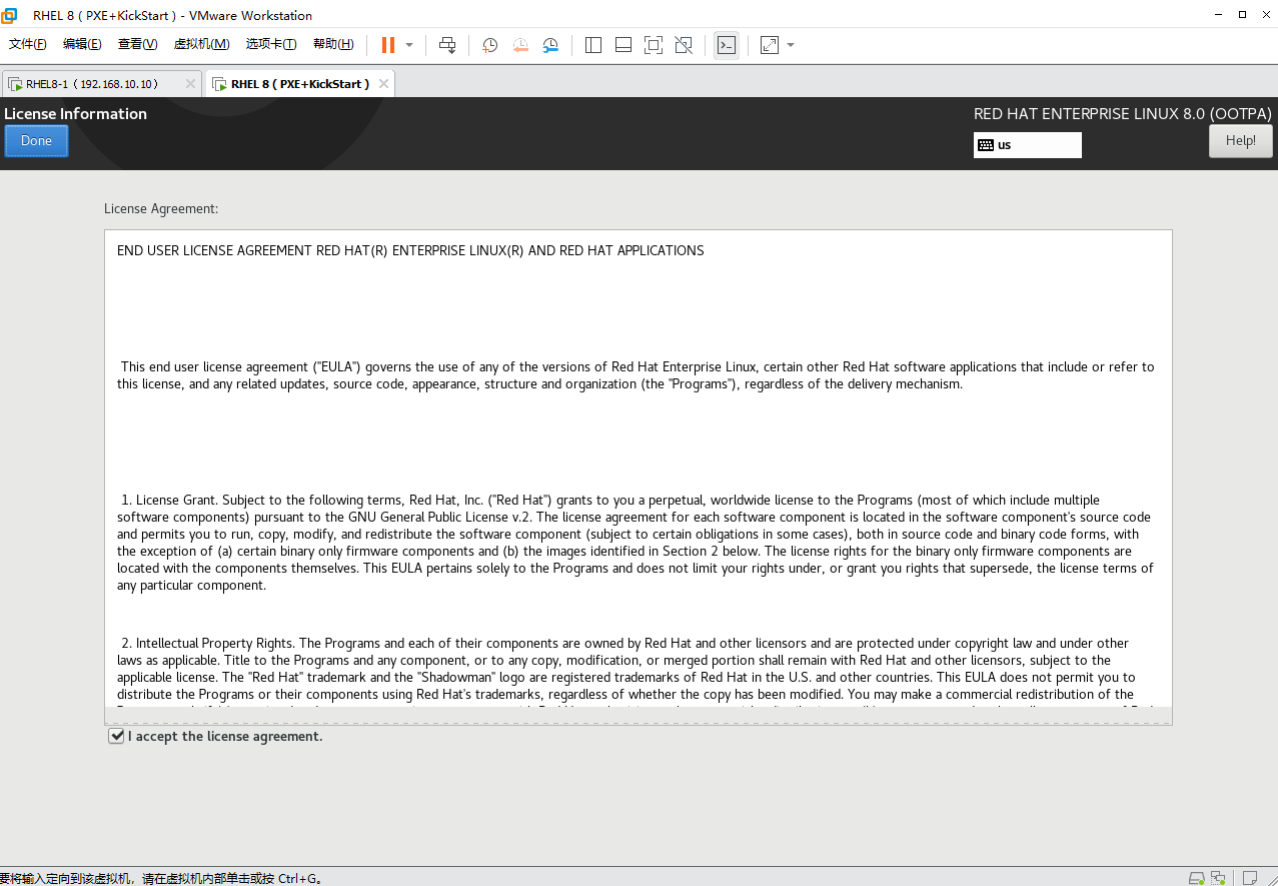 RHEL 8 ( PXE+KickStart ) - VMware Workstation
文件(F) 编辑(E) 查看(V) 虚拟机(M) 选项卡(T) 帮助(H)
RHEL8-1（192.168.10.10）
RHEL 8 ( PXE+KickStart )
License Information
RED HAT ENTERPRISE LINUX 8.0 (OOTPA)
Done
us
Help!
License Agreement:
END USER LICENSE AGREEMENT RED HAT(R) ENTERPRISE LINUX(R) AND RED HAT APPLICATIONS
This end user license agreement ("EULA") governs the use of any of the versions of Red Hat Enterprise Linux, certain other Red Hat software applications that include or refer to
this license, and any related updates, source code, appearance, structure and organization (the "Programs"), regardless of the delivery mechanism.
1. License Grant. Subject to the following terms, Red Hat, Inc. ("Red Hat") grants to you a perpetual, worldwide license to the Programs (most of which include multiple
software components) pursuant to the GNU General Public License v.2. The license agreement for each software component is located in the software component's source code
and permits you to run, copy, modify, and redistribute the software component (subject to certain obligations in some cases), both in source code and binary code forms, with
the exception of (a) certain binary only firmware components and (b) the images identified in Section 2 below. The license rights for the binary only firmware components are
located with the components themselves. This EULA pertains solely to the Programs and does not limit your rights under, or grant you rights that supersede, the license terms of
any particular component.
2. Intellectual Property Rights. The Programs and each of their components are owned by Red Hat and other licensors and are protected under copyright law and under other
laws as applicable. Title to the Programs and any component, or to any copy, modification, or merged portion shall remain with Red Hat and other licensors, subject to the
applicable license. The "Red Hat" trademark and the "Shadowman" logo are registered trademarks of Red Hat in the U.S. and other countries. This EULA does not permit you to
distribute the Programs or their components using Red Hat's trademarks, regardless of whether the copy has been modified. You may make a commercial redistribution of the
I accept the license agreement.
要将输入定向到该虚拟机，请在虚拟机内部单击或按 Ctrl+G。